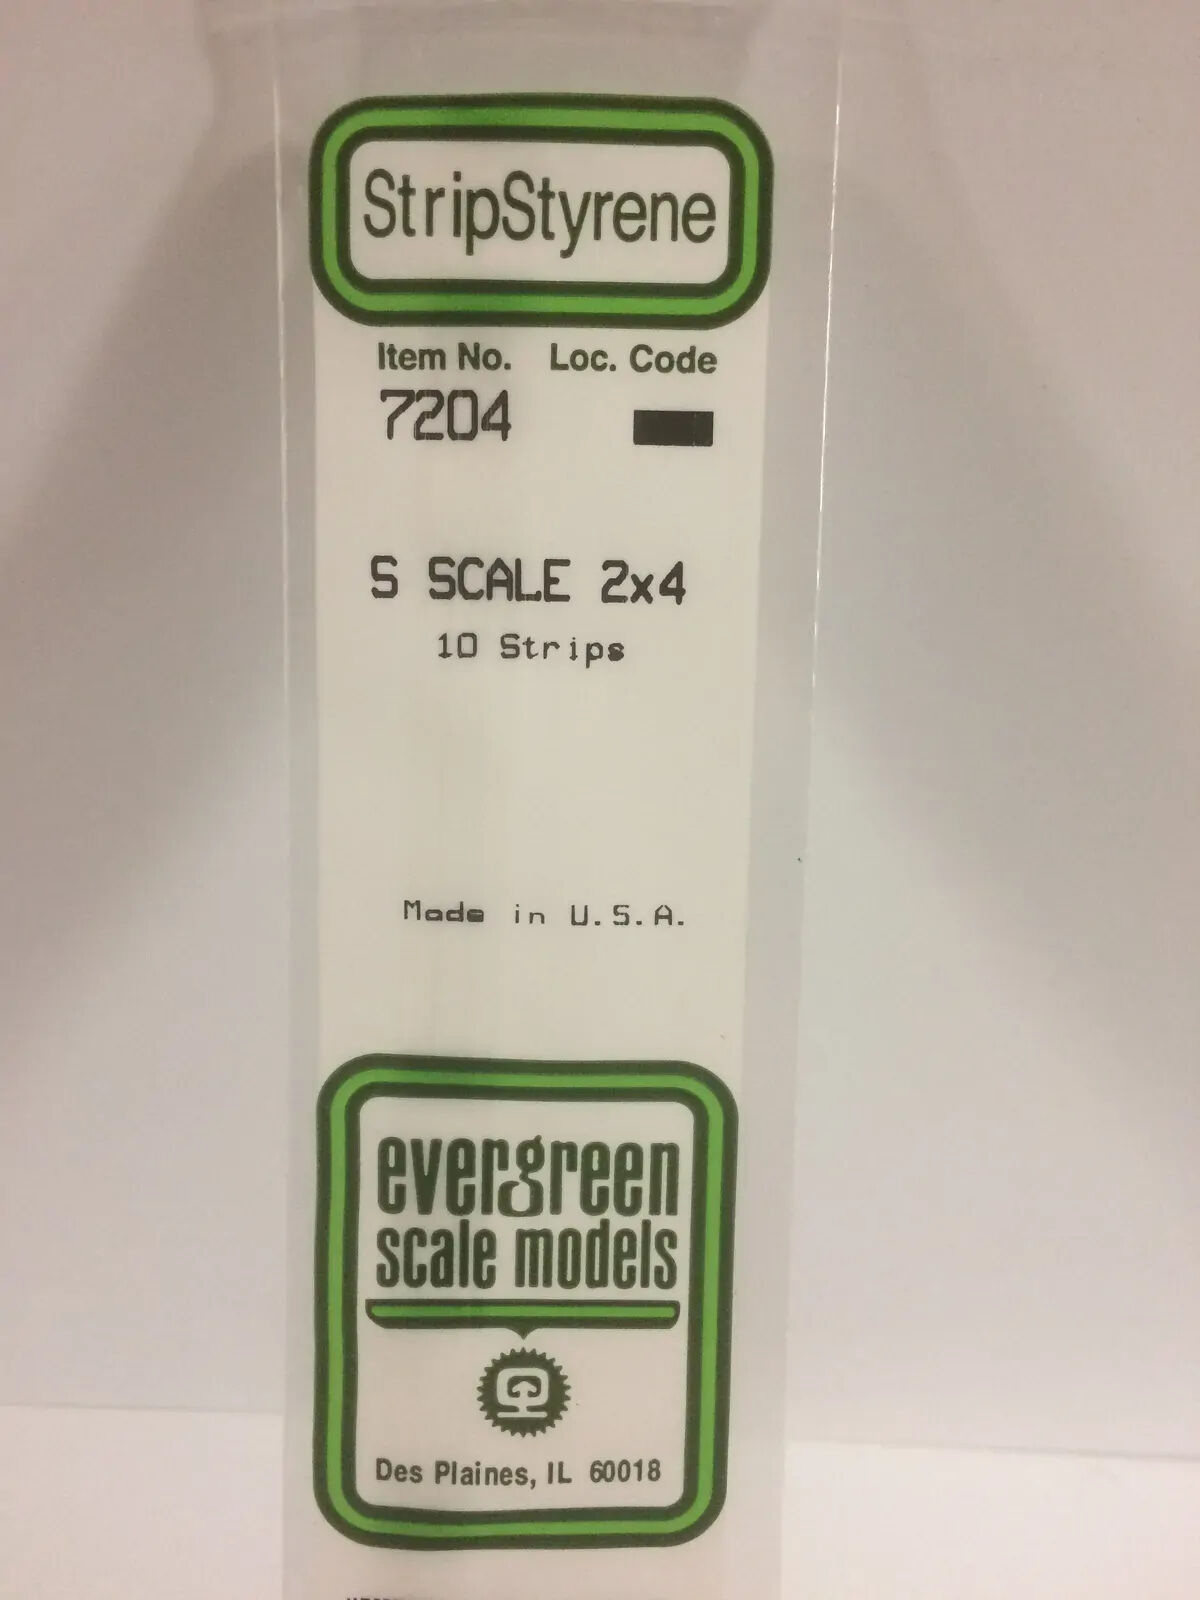 StripStyrene
Item No. Loc. Code
7204
S SCALE 2x4
10 Strips
Made in U.S.A.
evergreen
scale models
Des Plaines, IL 60018